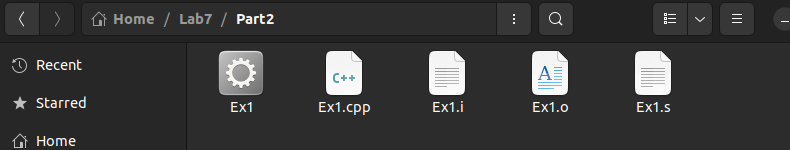 Home / Lab7 / Part2
Recent
Starred
Home
C++
A
Ex1
Ex1.cpp
Ex1.i
Ex1.o
Ex1.s